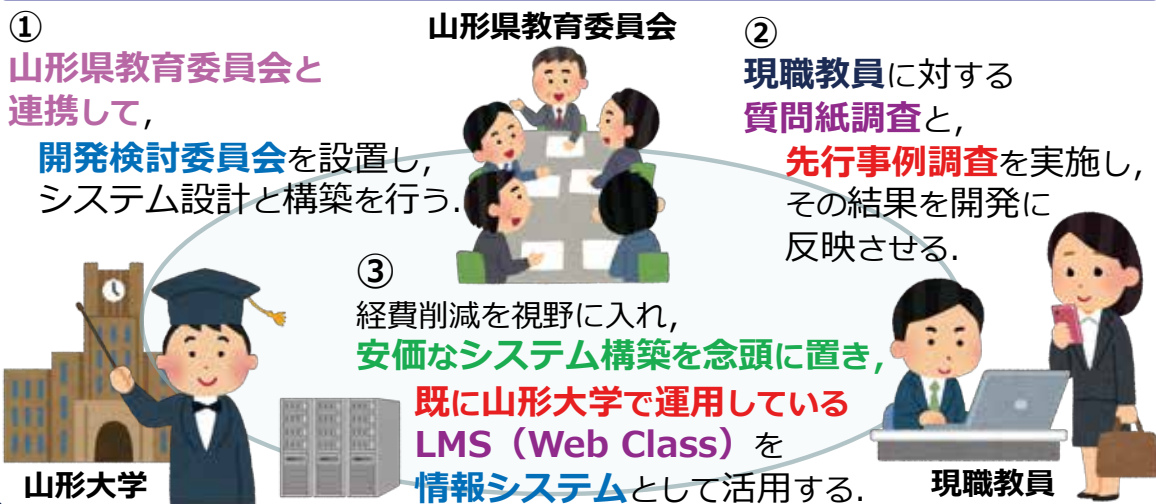 山形県教育委員会
①
山形県教育委員会と
連携して,
開発検討委員会を設置し,
システム設計と構築を行う.
②
現職教員に対する
質問紙調査と,
先行事例調査を実施し,
その結果を開発に
反映させる.
③
経費削減を視野に入れ,
安価なシステム構築を念頭に置き,
既に山形大学で運用している
LMS（Web Class）を
情報システムとして活用する.
山形大学
現職教員